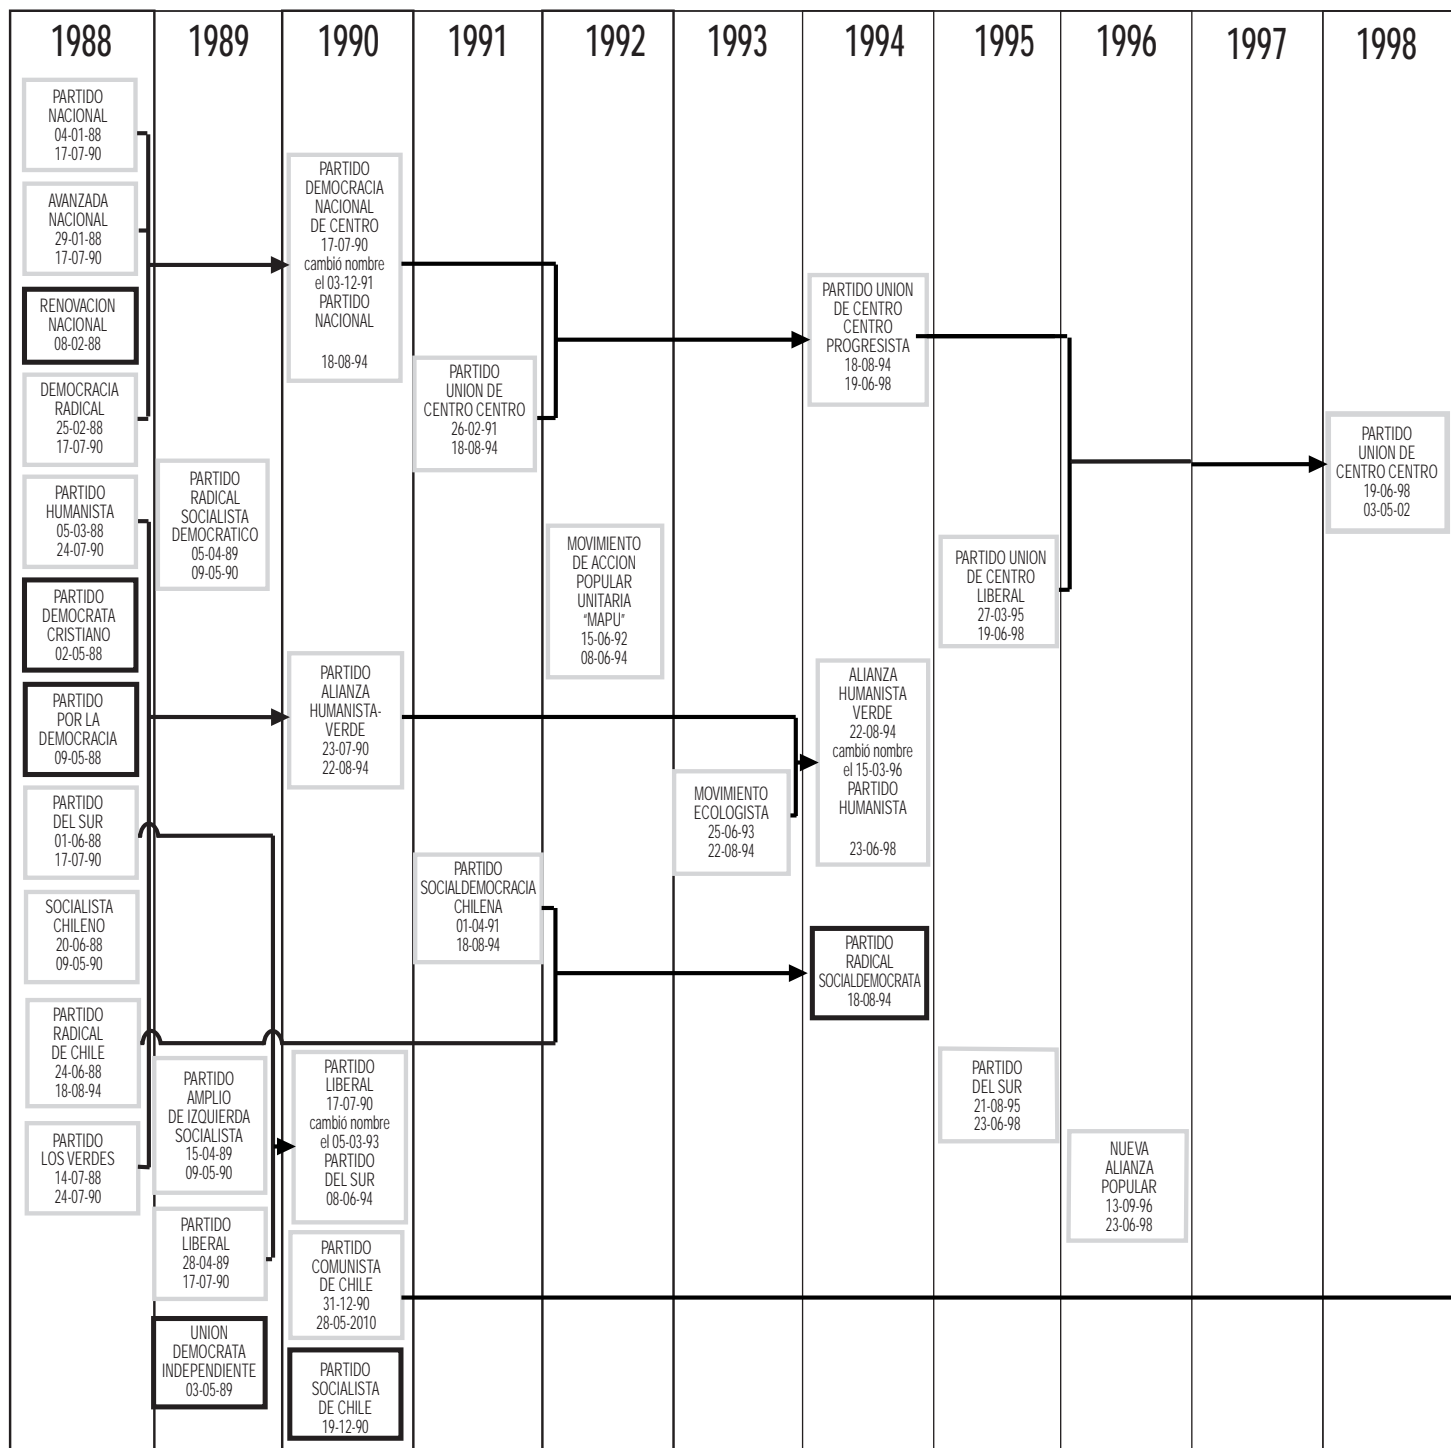 1988
1989
1990
1991
1992
1993
1994
1995
1996
1997
1998
PARTIDO
NACIONAL
04-01-88
17-07-90
AVANZADA
NACIONAL
29-01-88
17-07-90
RENOVACION
NACIONAL
08-02-88
DEMOCRACIA
RADICAL
25-02-88
17-07-90
PARTIDO
HUMANISTA
05-03-88
24-07-90
PARTIDO
DEMOCRATA
CRISTIANO
02-05-88
PARTIDO
POR LA
DEMOCRACIA
09-05-88
PARTIDO
DEL SUR
01-06-88
17-07-90
SOCIALISTA
CHILENO
20-06-88
09-05-90
PARTIDO
RADICAL
DE CHILE
24-06-88
18-08-94
PARTIDO
LOS VERDES
14-07-88
24-07-90
PARTIDO
RADICAL
SOCIALISTA
DEMOCRATICO
05-04-89
09-05-90
PARTIDO
AMPLIO
DE IZQUIERDA
SOCIALISTA
15-04-89
09-05-90
PARTIDO
LIBERAL
28-04-89
17-07-90
UNION
DEMOCRATA
INDEPENDIENTE
03-05-89
PARTIDO
DEMOCRACIA
NACIONAL
DE CENTRO
17-07-90
cambió nombre
el 03-12-91
PARTIDO
NACIONAL
18-08-94
PARTIDO
ALIANZA
HUMANISTA-
VERDE
23-07-90
22-08-94
PARTIDO
LIBERAL
17-07-90
cambió nombre
el 05-03-93
PARTIDO
DEL SUR
08-06-94
PARTIDO
COMUNISTA
DE CHILE
31-12-90
28-05-2010
PARTIDO
SOCIALISTA
DE CHILE
19-12-90
PARTIDO
UNION DE
CENTRO CENTRO
26-02-91
18-08-94
PARTIDO
SOCIALDEMOCRACIA
CHILENA
01-04-91
18-08-94
MOVIMIENTO
DE ACCION
POPULAR
UNITARIA
"MAPU"
15-06-92
08-06-94
MOVIMIENTO
ECOLOGISTA
25-06-93
22-08-94
PARTIDO UNION
DE CENTRO
CENTRO
PROGRESISTA
18-08-94
19-06-98
ALIANZA
HUMANISTA
VERDE
22-08-94
cambió nombre
el 15-03-96
PARTIDO
HUMANISTA
23-06-98
PARTIDO
RADICAL
SOCIALDEMOCRATA
18-08-94
PARTIDO UNION
DE CENTRO
LIBERAL
27-03-95
19-06-98
PARTIDO
DEL SUR
21-08-95
23-06-98
NUEVA
ALIANZA
POPULAR
13-09-96
23-06-98
PARTIDO
UNION DE
CENTRO CENTRO
19-06-98
03-05-02